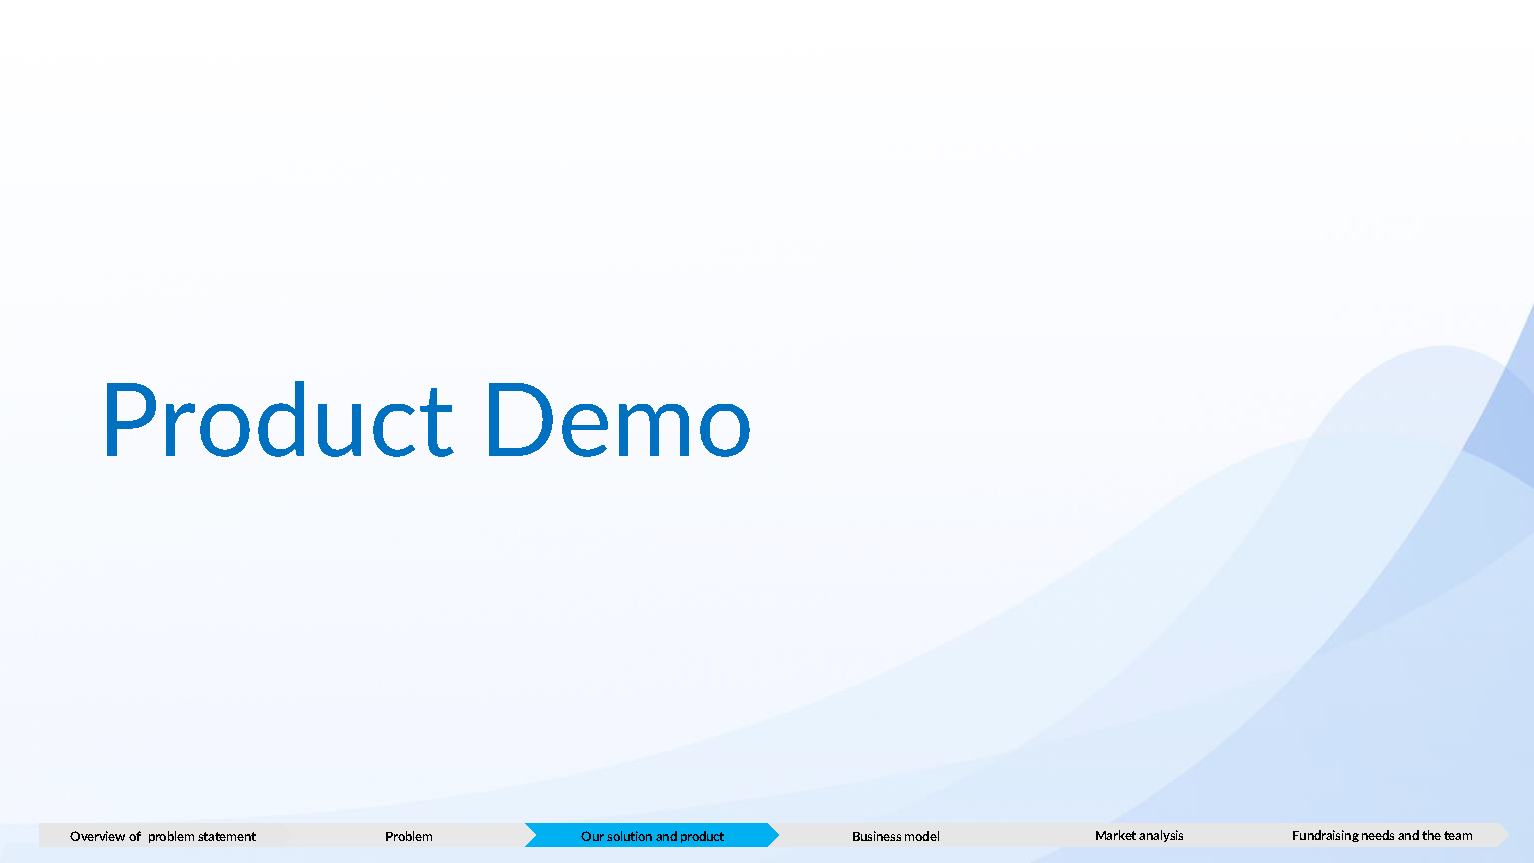 Product Demo
Overview of  problem statement
Problem
Our solution and product
Business model
Market analysis
Fundraising needs and the team